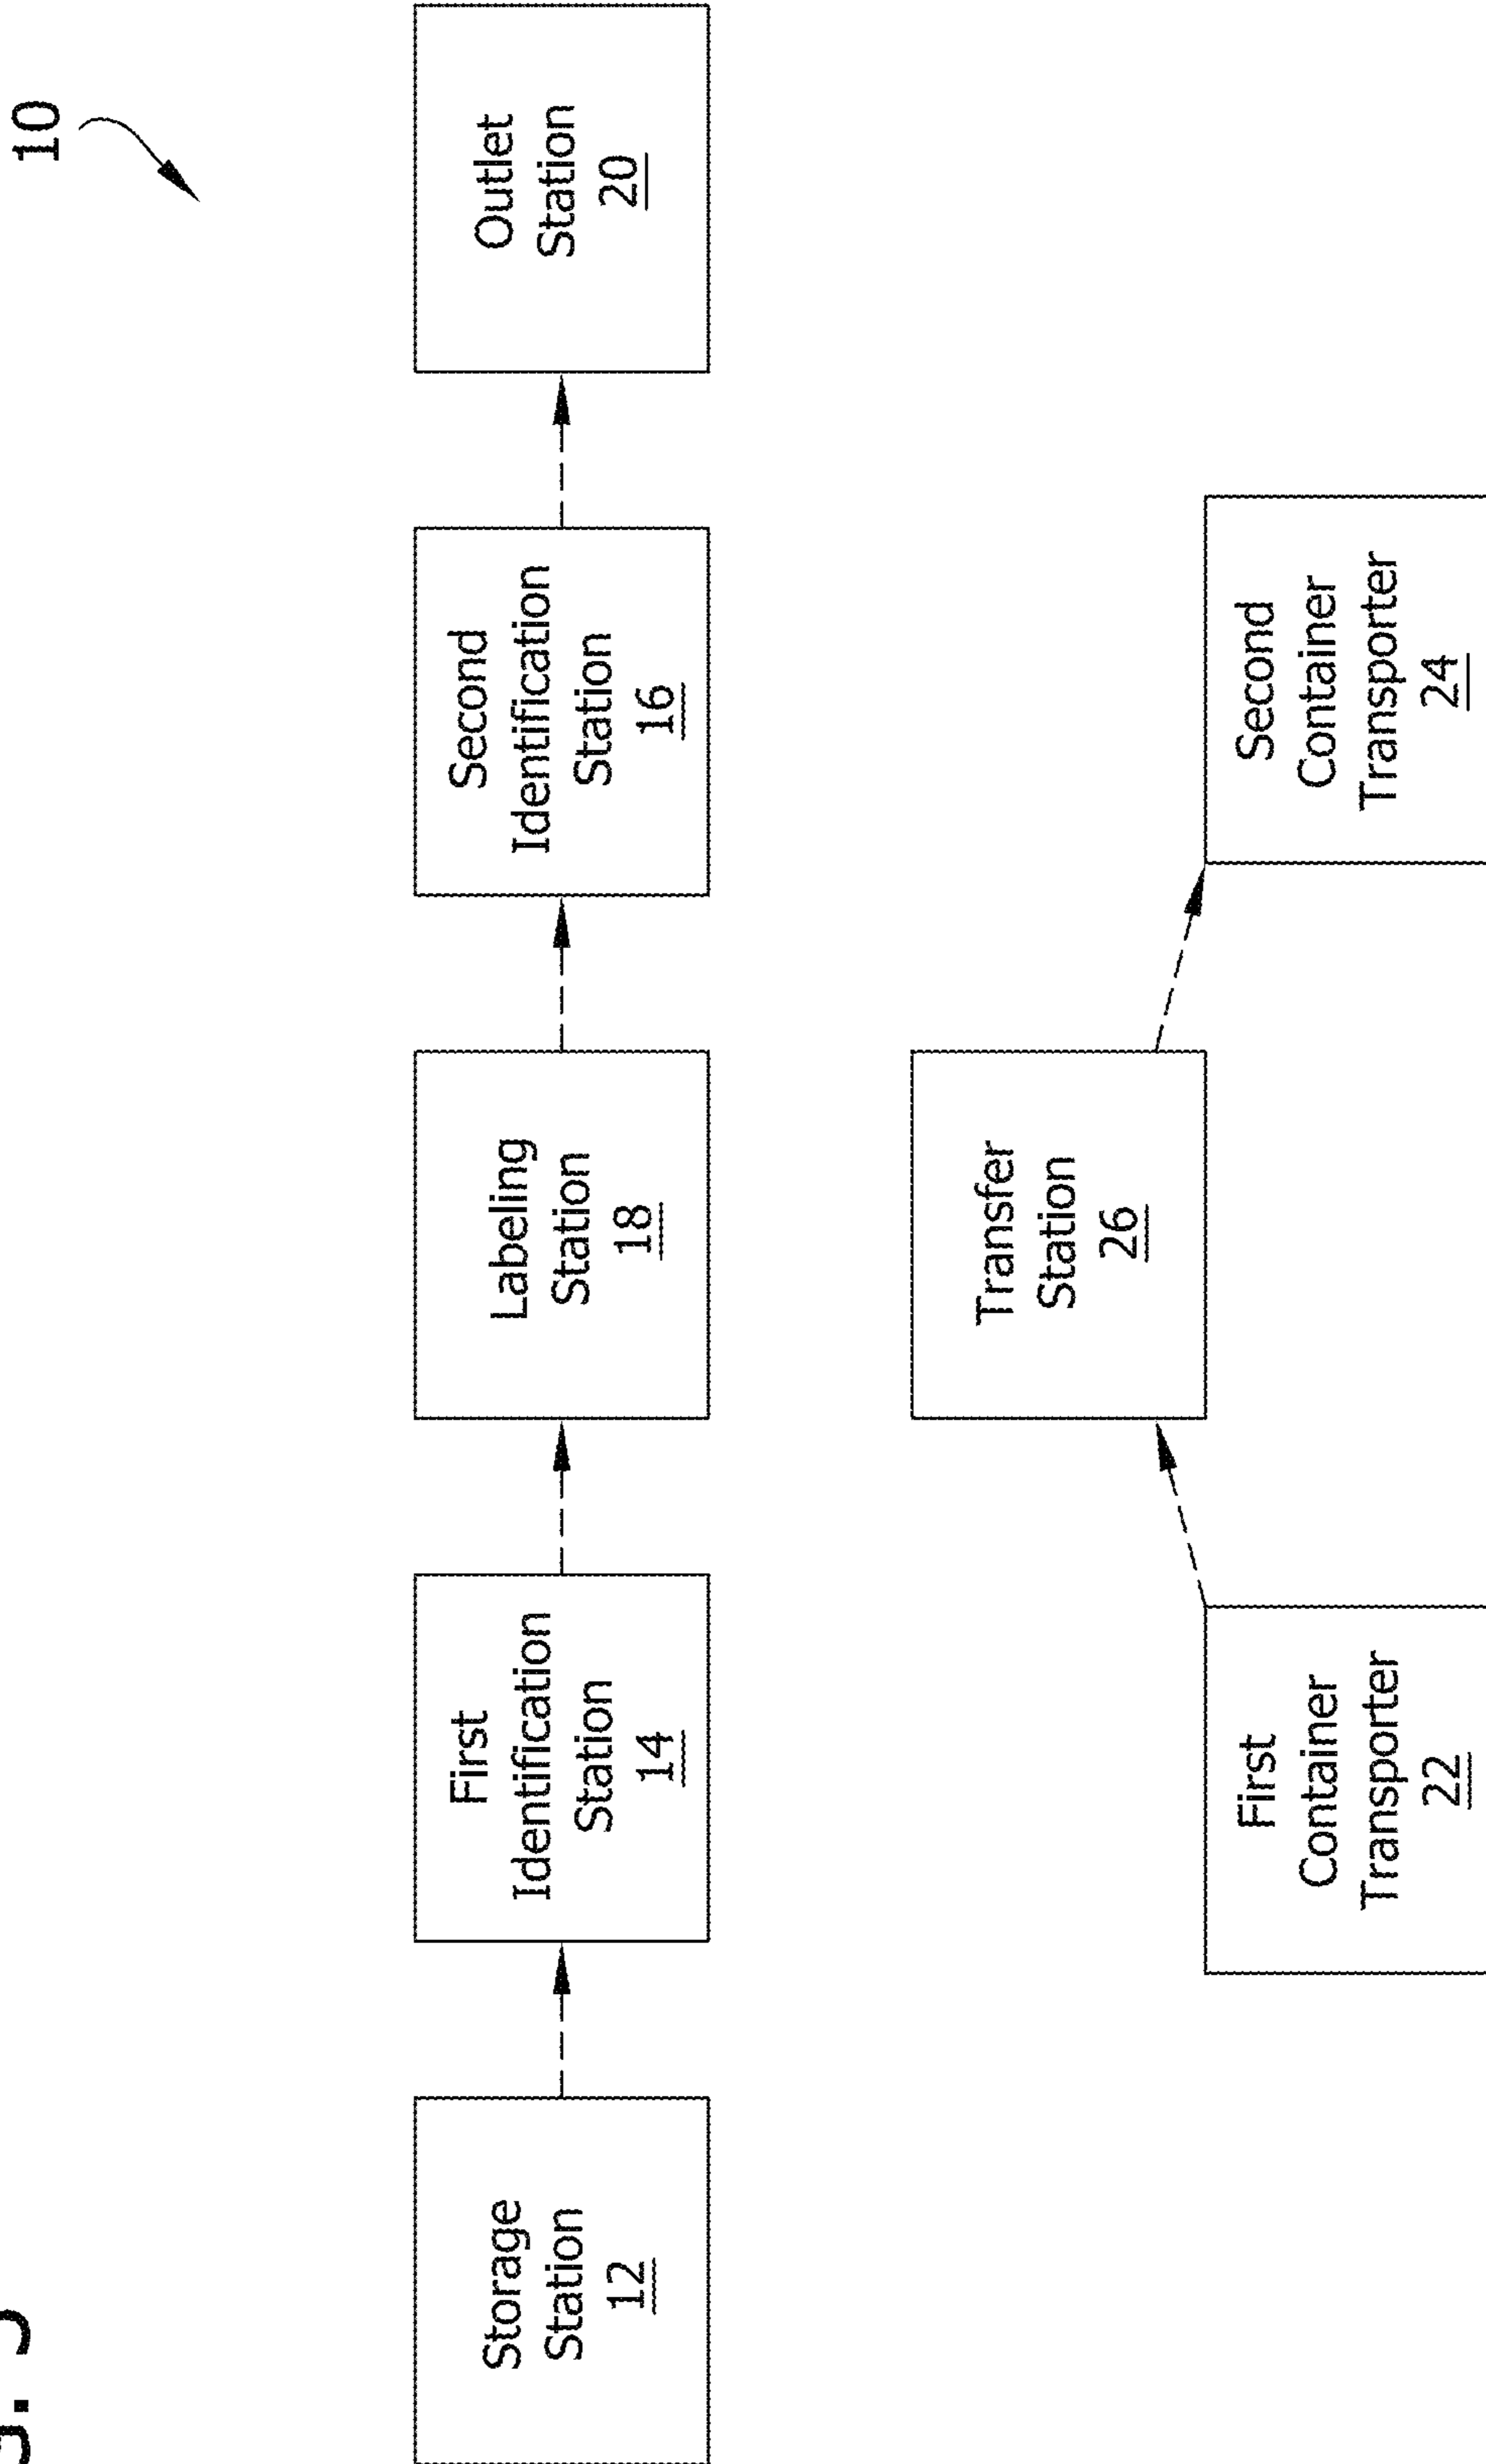 10
Storage
Station
12
First
Identification
Station
14
Labeling
Station
18
Second
Identification
Station
16
Outlet
Station
20
Transfer
Station
26
First
Container
Transporter
22
Second
Container
Transporter
24